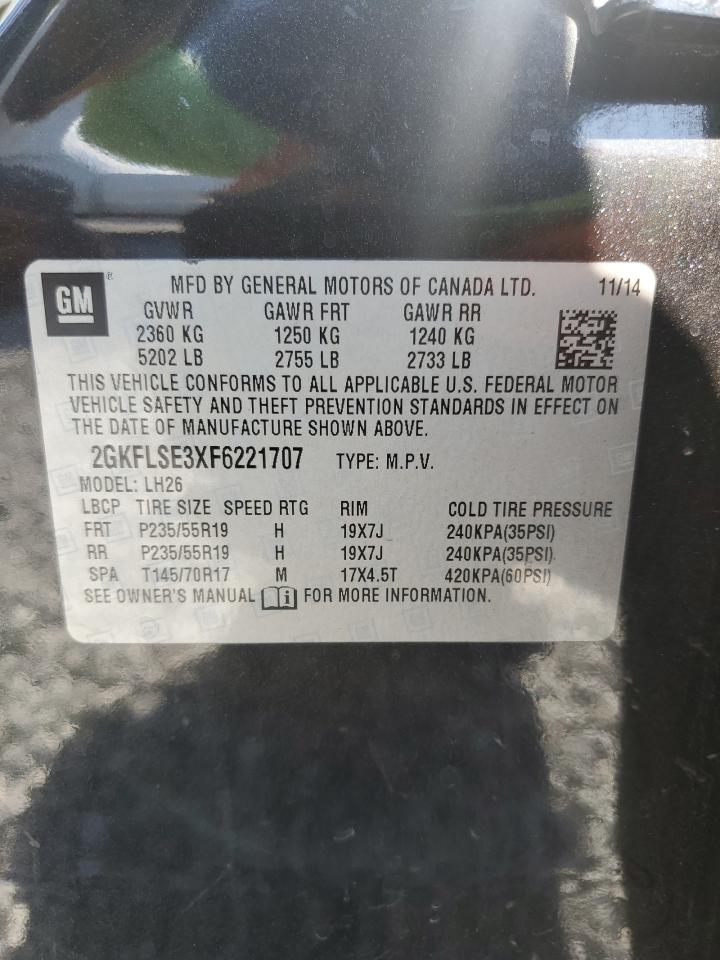 GM ® MFD BY GENERAL MOTORS OF CANADA LTD. 11/14
GVWR GAWR FRT GAWR RR
2360 KG 1250 KG 1240 KG
5202 LB 2755 LB 2733 LB
THIS VEHICLE CONFORMS TO ALL APPLICABLE U.S. FEDERAL MOTOR
VEHICLE SAFETY AND THEFT PREVENTION STANDARDS IN EFFECT ON
THE DATE OF MANUFACTURE SHOWN ABOVE.
2GKFLSE3XF6221707 TYPE: M.P.V.
MODEL: LH26
LBCP TIRE SIZE SPEED RTG RIM COLD TIRE PRESSURE
FRT P235/55R19 H 19X7J 240KPA(35PSI)
RR P235/55R19 H 19X7J 240KPA(35PSI)
SPA T145/70R17 M 17X4.5T 420KPA(60PSI)
SEE OWNER'S MANUAL FOR MORE INFORMATION.